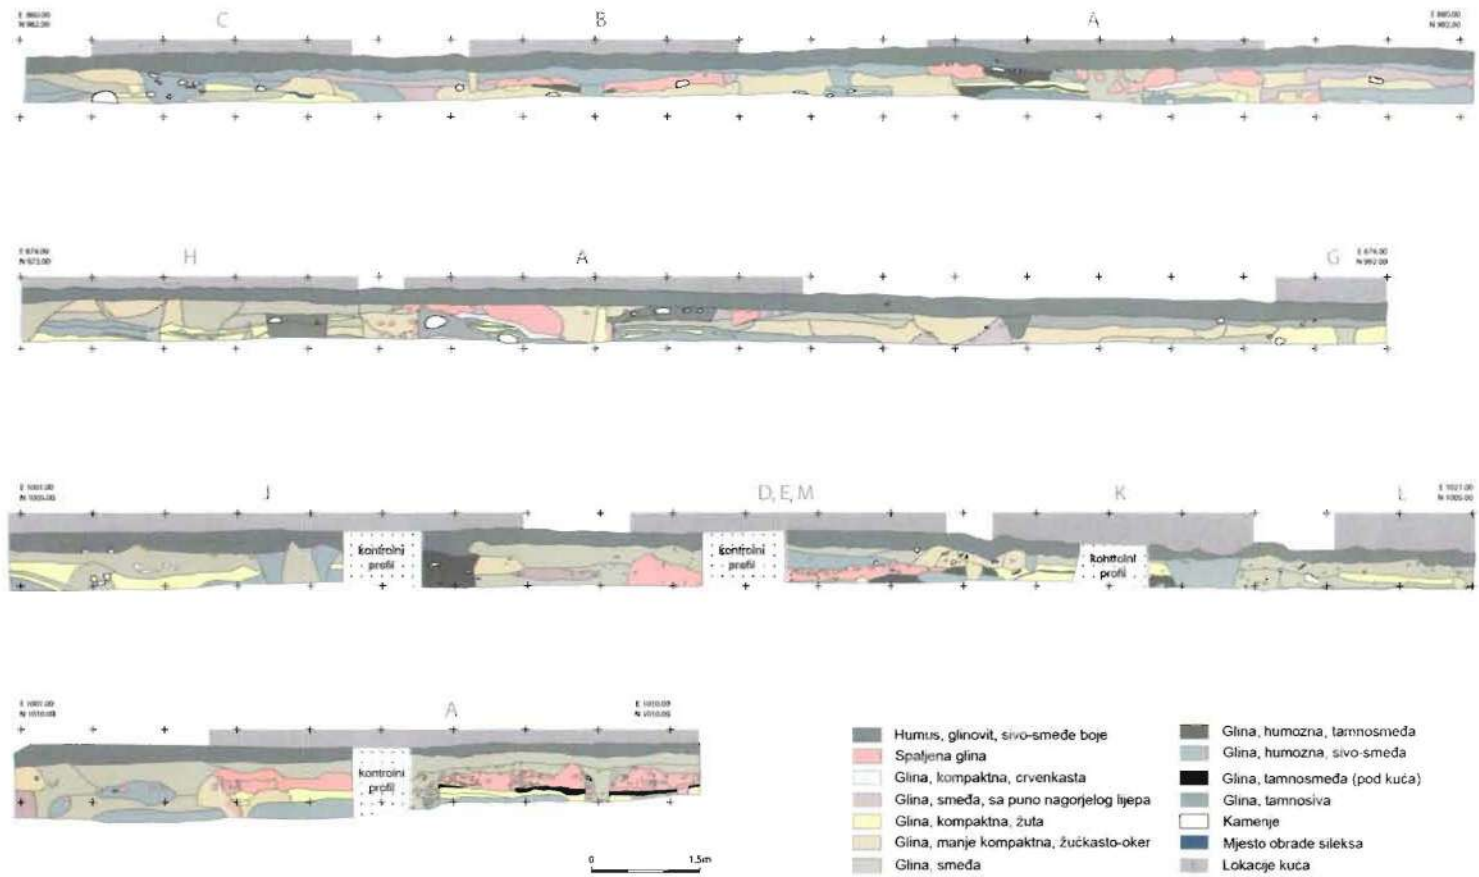 C B A
H A G
J D, E, M K L
kontrolni
profil
kontrolni
profil
kontrolni
profil
A
kontrolni
profil
0 1,5m
Humus, glinovit, sivo-smeđe boje
Spaljena glina
Glina, kompaktna, crvenkasta
Glina, smeđa, sa puno nagorjelog lijepa
Glina, kompaktna, žuta
Glina, manje kompaktna, žućkasto-oker
Glina, smeđa
Glina, humozna, tamnosmeđa
Glina, humozna, sivo-smeđa
Glina, tamnosmeđa (pod kuća)
Glina, tamnosiva
Kamenje
Mjesto obrade sileksa
Lokacije kuća